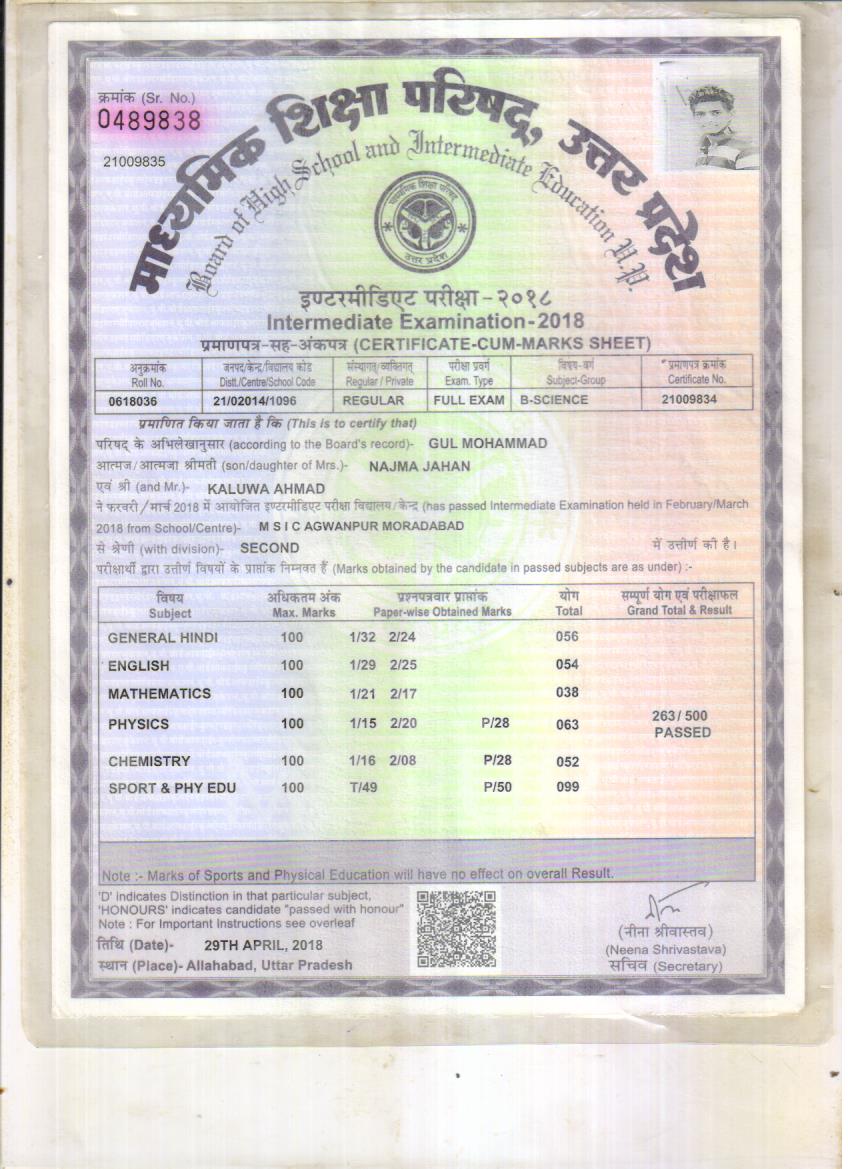 क्रमांक (Sr. No.)
0489838
21009835
माध्यमिक शिक्षा परिषद्, उत्तर प्रदेश
Board of High School and Intermediate Education U.P.
माध्यमिक शिक्षा परिषद्
उत्तर प्रदेश
इण्टरमीडिएट परीक्षा-२०१८
Intermediate Examination-2018
प्रमाणपत्र-सह-अंकपत्र (CERTIFICATE-CUM-MARKS SHEET)
अनुक्रमांक जनपद/केन्द्र/विद्यालय कोड संस्थागत/व्यक्तिगत परीक्षा प्रवर्ग विषय-वर्ग प्रमाणपत्र क्रमांक
Roll No. Distt./Centre/School Code Regular / Private Exam. Type Subject-Group Certificate No.
0618036 21/02014/1096 REGULAR FULL EXAM B-SCIENCE 21009834
प्रमाणित किया जाता है कि (This is to certify that)
परिषद् के अभिलेखानुसार (according to the Board's record)- GUL MOHAMMAD
आत्मज/आत्मजा श्रीमती (son/daughter of Mrs.)- NAJMA JAHAN
एवं श्री (and Mr.)- KALUWA AHMAD
ने फरवरी/मार्च 2018 में आयोजित इण्टरमीडिएट परीक्षा विद्यालय/केन्द्र (has passed Intermediate Examination held in February/March
2018 from School/Centre)- M S I C AGWANPUR MORADABAD
से श्रेणी (with division)- SECOND में उत्तीर्ण की है।
परीक्षार्थी द्वारा उत्तीर्ण विषयों के प्राप्तांक निम्नवत हैं (Marks obtained by the candidate in passed subjects are as under) :-
विषय अधिकतम अंक प्रश्नपत्रवार प्राप्तांक योग सम्पूर्ण योग एवं परीक्षाफल
Subject Max. Marks Paper-wise Obtained Marks Total Grand Total & Result
GENERAL HINDI 100 1/32 2/24 056
ENGLISH 100 1/29 2/25 054
MATHEMATICS 100 1/21 2/17 038
PHYSICS 100 1/15 2/20 P/28 063 263/500
PASSED
CHEMISTRY 100 1/16 2/08 P/28 052
SPORT & PHY EDU 100 T/49 P/50 099
Note :- Marks of Sports and Physical Education will have no effect on overall Result.
'D' indicates Distinction in that particular subject,
'HONOURS' indicates candidate "passed with honour"
Note : For Important Instructions see overleaf
तिथि (Date)- 29TH APRIL, 2018
स्थान (Place)- Allahabad, Uttar Pradesh
(नीना श्रीवास्तव)
(Neena Shrivastava)
सचिव (Secretary)